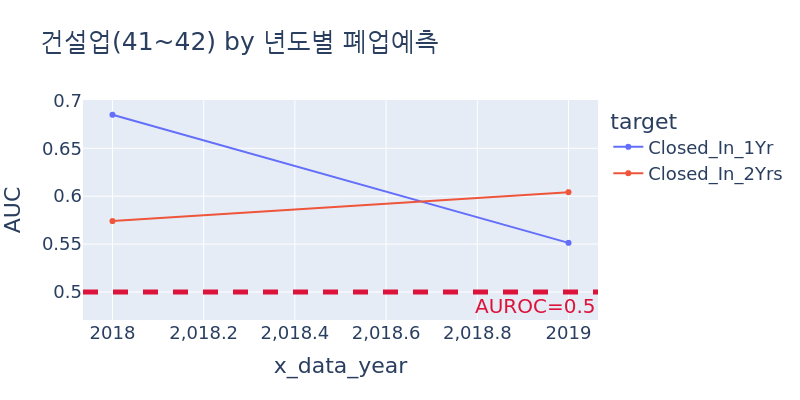 건설업(41~42) by 년도별 폐업예측
0.7
0.65
0.6
0.55
0.5
AUC
AUROC=0.5
2018
2,018.2
2,018.4
2,018.6
2,018.8
2019
x_data_year
target
Closed_In_1Yr
Closed_In_2Yrs